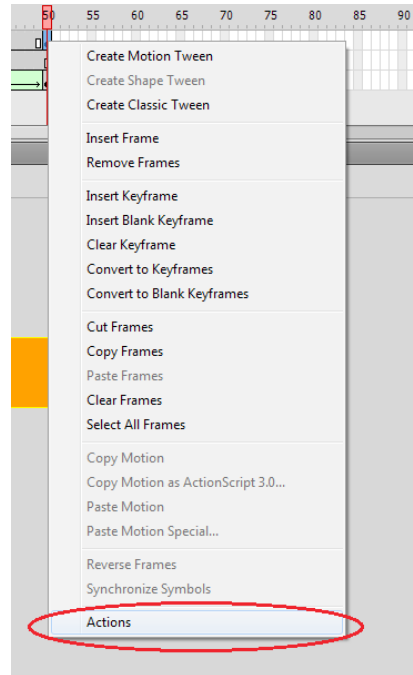 50 55 60 65 70 75 80 85 90
Create Motion Tween
Create Shape Tween
Create Classic Tween
Insert Frame
Remove Frames
Insert Keyframe
Insert Blank Keyframe
Clear Keyframe
Convert to Keyframes
Convert to Blank Keyframes
Cut Frames
Copy Frames
Paste Frames
Clear Frames
Select All Frames
Copy Motion
Copy Motion as ActionScript 3.0...
Paste Motion
Paste Motion Special...
Reverse Frames
Synchronize Symbols
Actions